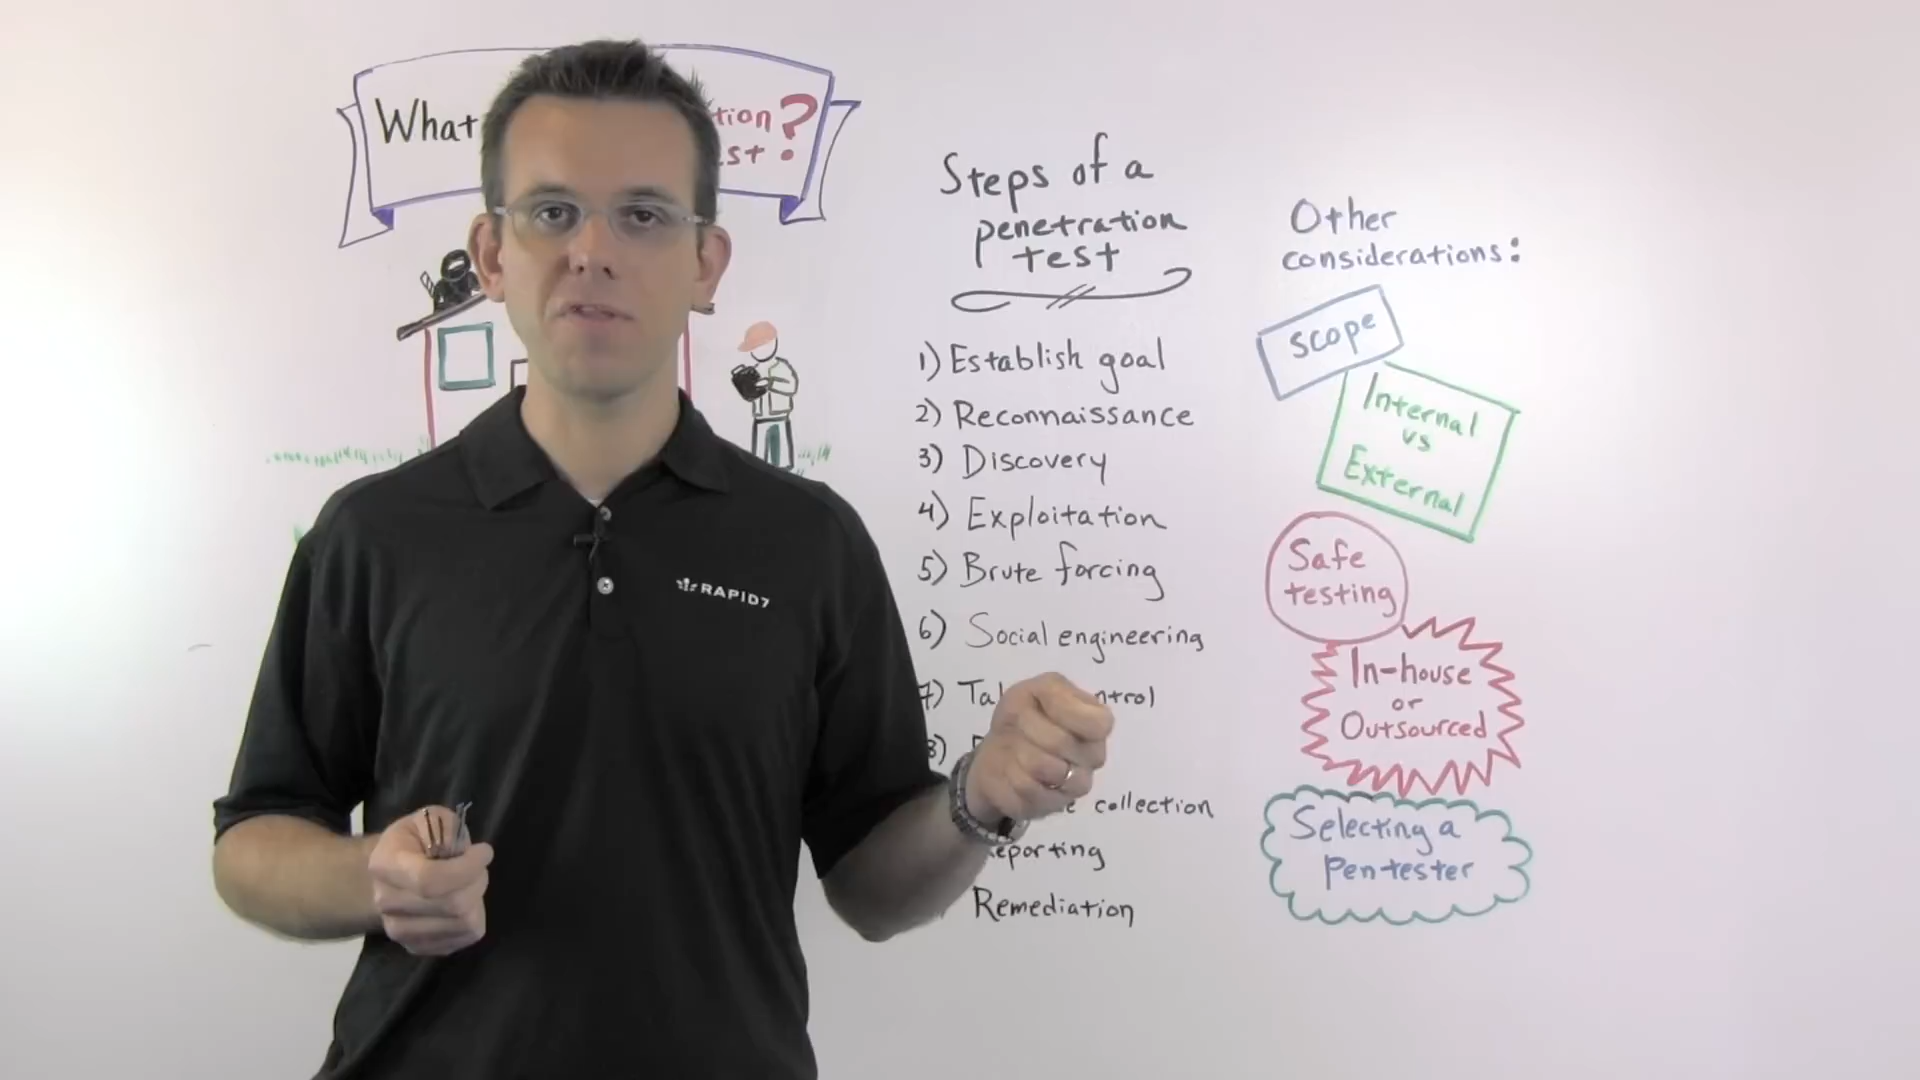 What
tion?
st
Steps of a
penetration
test
1) Establish goal
2) Reconnaissance
3) Discovery
4) Exploitation
5) Brute forcing
6) Social engineering
7) Ta ntrol
8)
collection
eporting
Remediation
Other
considerations:
Scope
Internal
vs
External
Safe
testing
In-house
or
Outsourced
Selecting a
pen tester
RAPID7